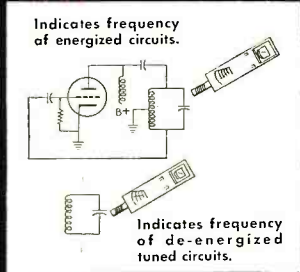 Indicates frequency
of energized circuits.
B+
Indicates frequency
of de-energized
tuned circuits.